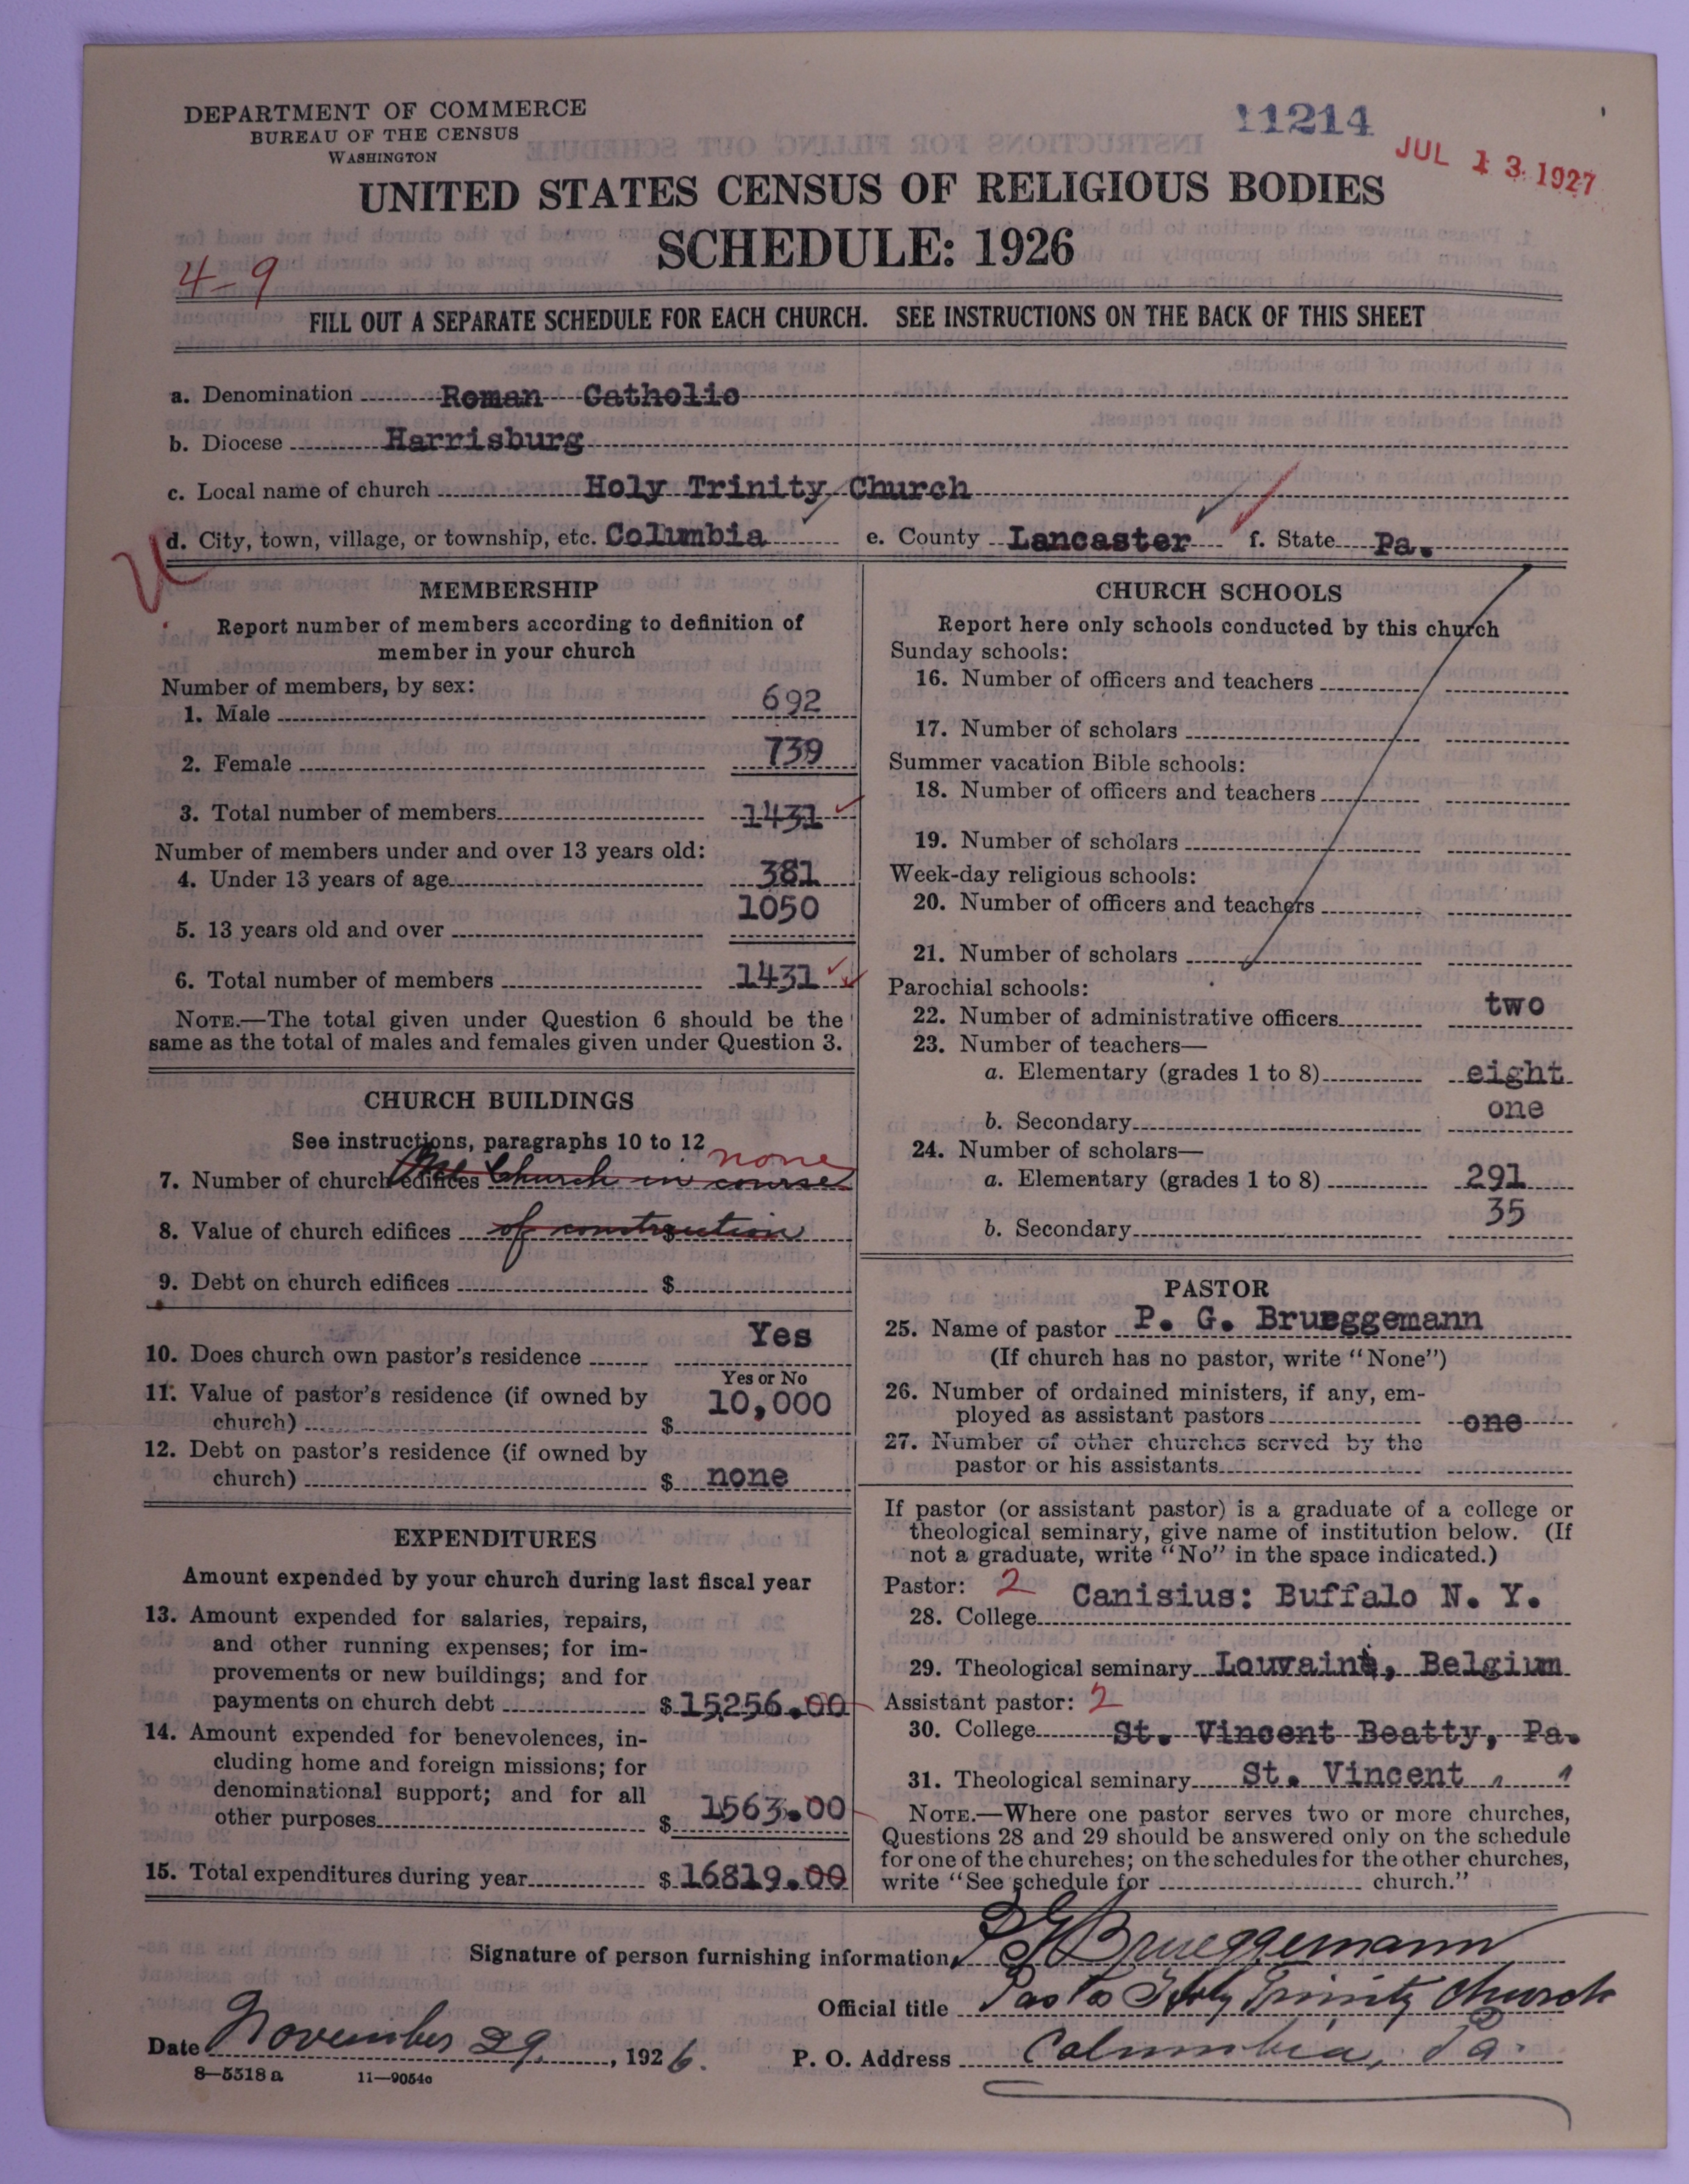 DEPARTMENT OF COMMERCE
BUREAU OF THE CENSUS
WASHINGTON
11214
JUL 13 1927
UNITED STATES CENSUS OF RELIGIOUS BODIES
SCHEDULE: 1926
4-9
FILL OUT A SEPARATE SCHEDULE FOR EACH CHURCH. SEE INSTRUCTIONS ON THE BACK OF THIS SHEET
a. Denomination Roman Catholic
b. Diocese Harrisburg
c. Local name of church Holy Trinity Church
d. City, town, village, or township, etc. Columbia e. County Lancaster f. State Pa.
MEMBERSHIP
Report number of members according to definition of
member in your church
Number of members, by sex:
1. Male 692
2. Female 739
3. Total number of members 1431
Number of members under and over 13 years old:
4. Under 13 years of age 381
5. 13 years old and over 1050
6. Total number of members 1431
NOTE.—The total given under Question 6 should be the
same as the total of males and females given under Question 3.
CHURCH BUILDINGS
See instructions, paragraphs 10 to 12
none
7. Number of church edifices One Church in course
8. Value of church edifices of construction
9. Debt on church edifices $
10. Does church own pastor's residence Yes
Yes or No
11. Value of pastor's residence (if owned by
church) $ 10,000
12. Debt on pastor's residence (if owned by
church) $ none
EXPENDITURES
Amount expended by your church during last fiscal year
13. Amount expended for salaries, repairs,
and other running expenses; for im-
provements or new buildings; and for
payments on church debt $ 15256.00
14. Amount expended for benevolences, in-
cluding home and foreign missions; for
denominational support; and for all
other purposes $ 1563.00
15. Total expenditures during year $ 16819.00
CHURCH SCHOOLS
Report here only schools conducted by this church
Sunday schools:
16. Number of officers and teachers
17. Number of scholars
Summer vacation Bible schools:
18. Number of officers and teachers
19. Number of scholars
Week-day religious schools:
20. Number of officers and teachers
21. Number of scholars
Parochial schools:
22. Number of administrative officers two
23. Number of teachers—
a. Elementary (grades 1 to 8) eight
b. Secondary one
24. Number of scholars—
a. Elementary (grades 1 to 8) 291
b. Secondary 35
PASTOR
25. Name of pastor P. G. Brueggemann
(If church has no pastor, write "None")
26. Number of ordained ministers, if any, em-
ployed as assistant pastors one
27. Number of other churches served by the
pastor or his assistants
If pastor (or assistant pastor) is a graduate of a college or
theological seminary, give name of institution below. (If
not a graduate, write "No" in the space indicated.)
Pastor: 2
28. College Canisius: Buffalo N. Y.
29. Theological seminary Louvain, Belgium
Assistant pastor: 2
30. College St. Vincent Beatty, Pa.
31. Theological seminary St. Vincent " "
NOTE.—Where one pastor serves two or more churches,
Questions 28 and 29 should be answered only on the schedule
for one of the churches; on the schedules for the other churches,
write "See schedule for church."
Signature of person furnishing information P G Brueggemann
Official title Pastor Holy Trinity Church
Date November 29, 1926. P. O. Address Columbia, Pa.
8—5518 a 11—9054c